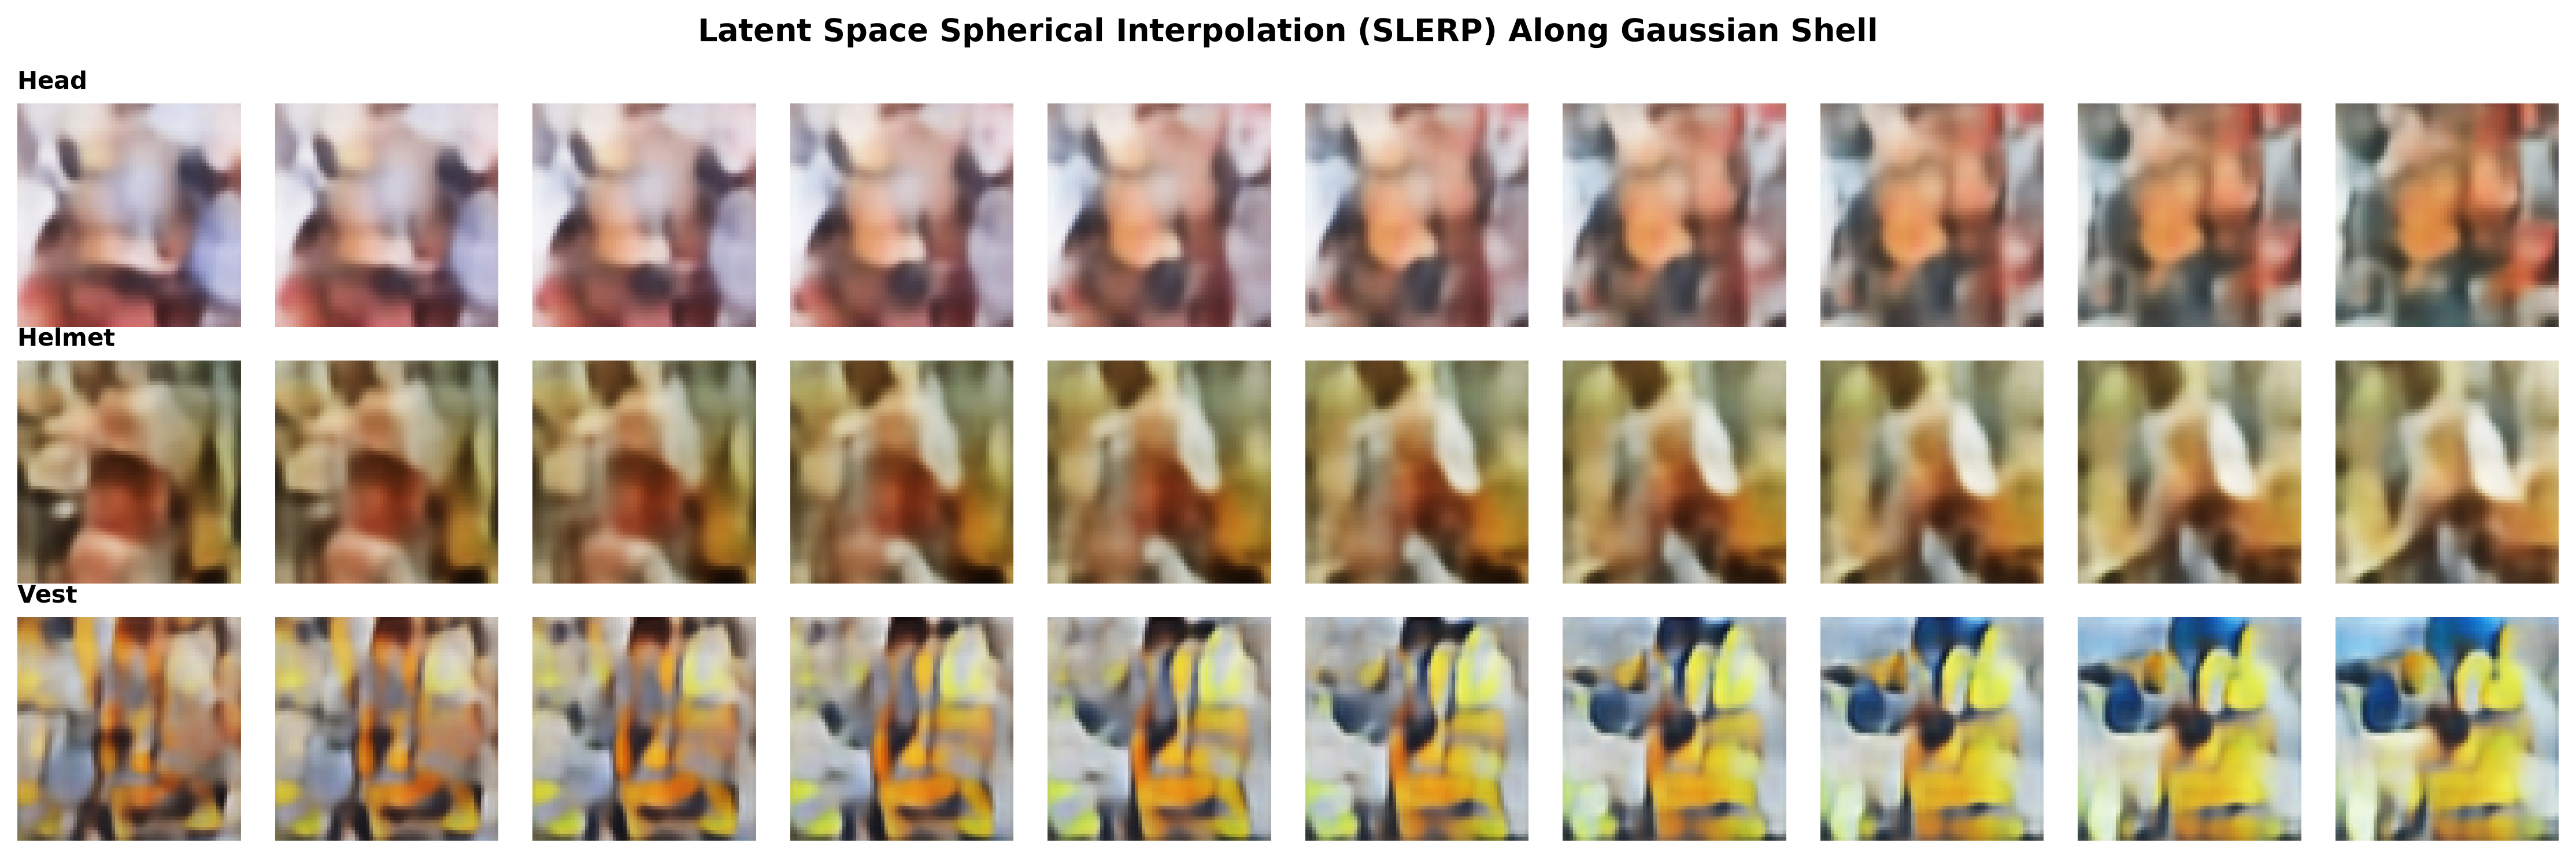 Latent Space Spherical Interpolation (SLERP) Along Gaussian Shell
Head
Helmet
Vest